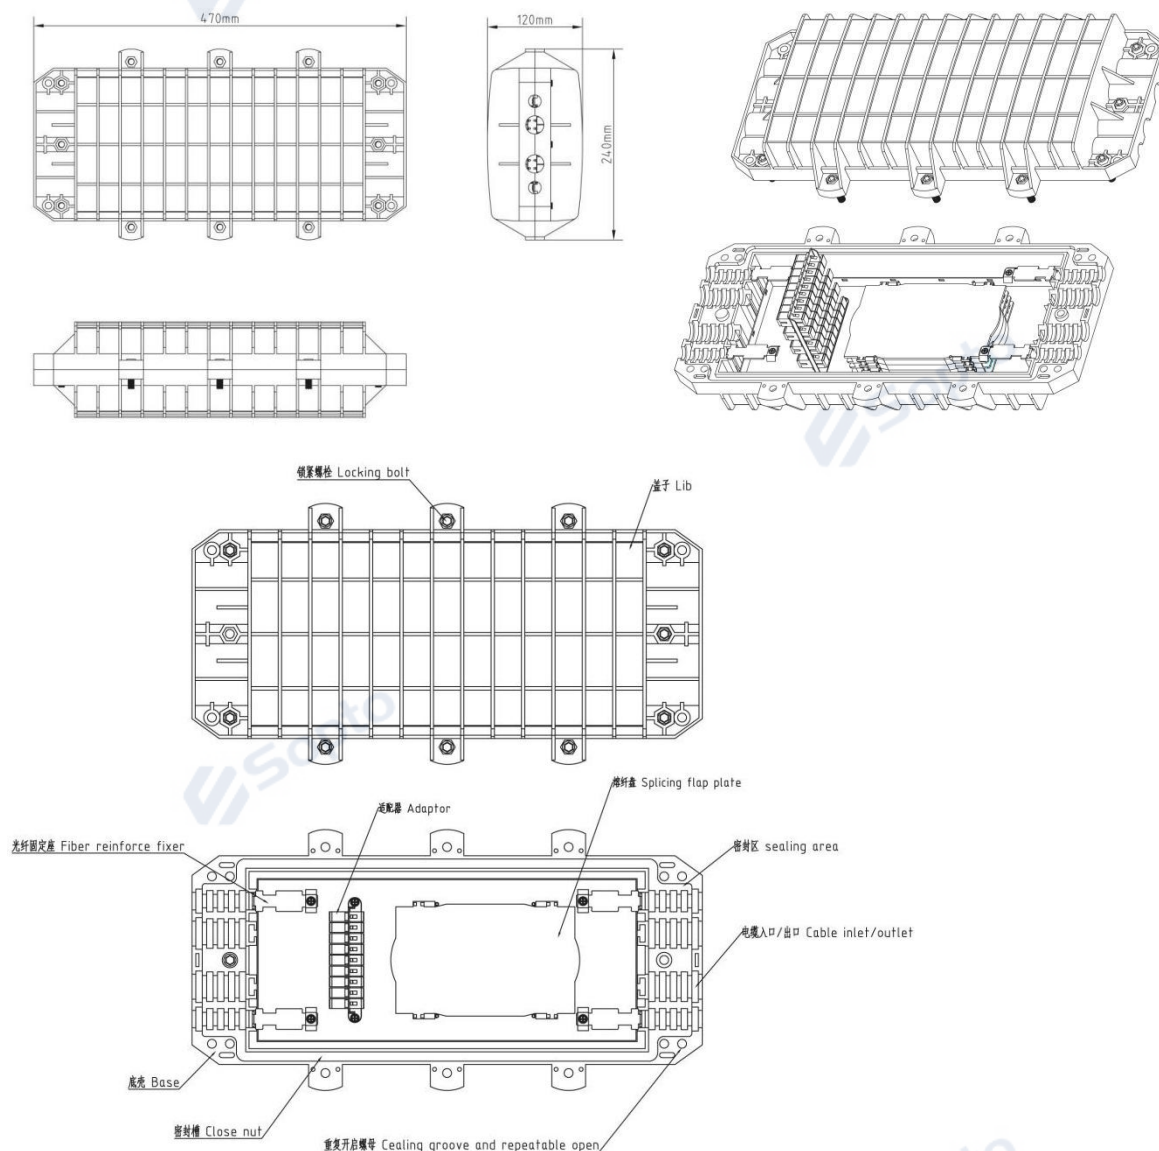 470mm
120mm
240mm
Sopto
锁紧螺栓 Locking bolt
盖子 Lib
Sopto
熔纤盘 Splicing flap plate
适配器 Adaptor
光纤固定座 Fiber reinforce fixer
密封区 sealing area
电缆入口/出口 Cable inlet/outlet
底壳 Base
密封槽 Close nut
重复开启螺母 Cealing groove and repeatable open